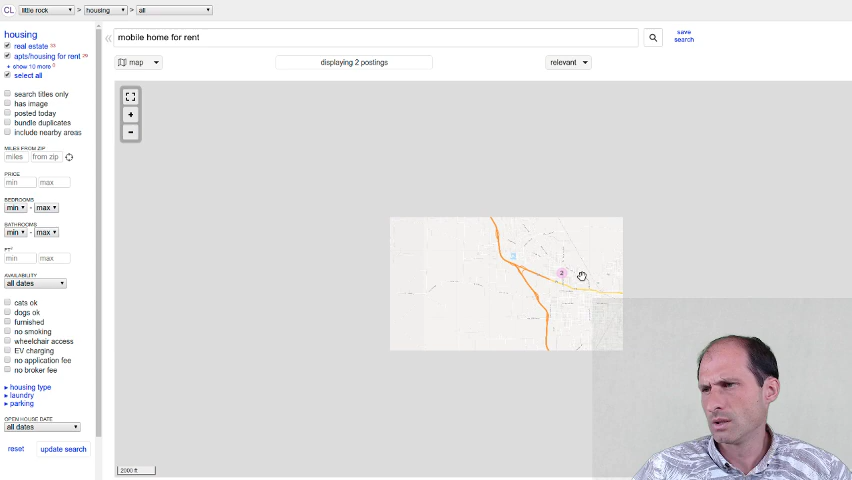 CL little rock > housing > all
housing
real estate 33
apts/housing for rent 29
+ show 10 more
select all
search titles only
has image
posted today
bundle duplicates
include nearby areas
MILES FROM ZIP
miles from zip
PRICE
min max
BEDROOMS
min - max
BATHROOMS
min - max
FT²
min max
AVAILABILITY
all dates
cats ok
dogs ok
furnished
no smoking
wheelchair access
EV charging
no application fee
no broker fee
housing type
laundry
parking
OPEN HOUSE DATE
all dates
reset update search
mobile home for rent
save
search
map displaying 2 postings relevant
+
-
2
2000 ft